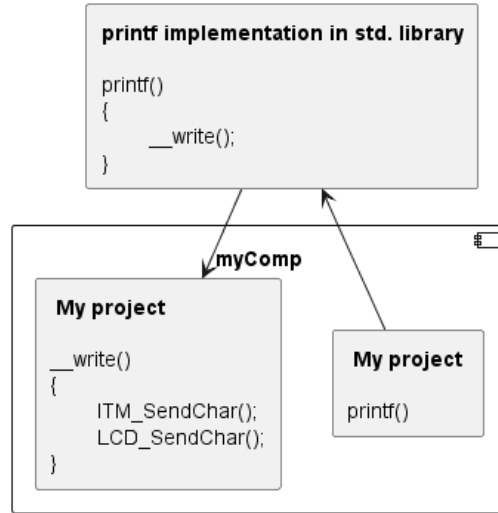 printf implementation in std. library
printf()
{
__write();
}
myComp
My project
__write()
{
ITM_SendChar();
LCD_SendChar();
}
My project
printf()